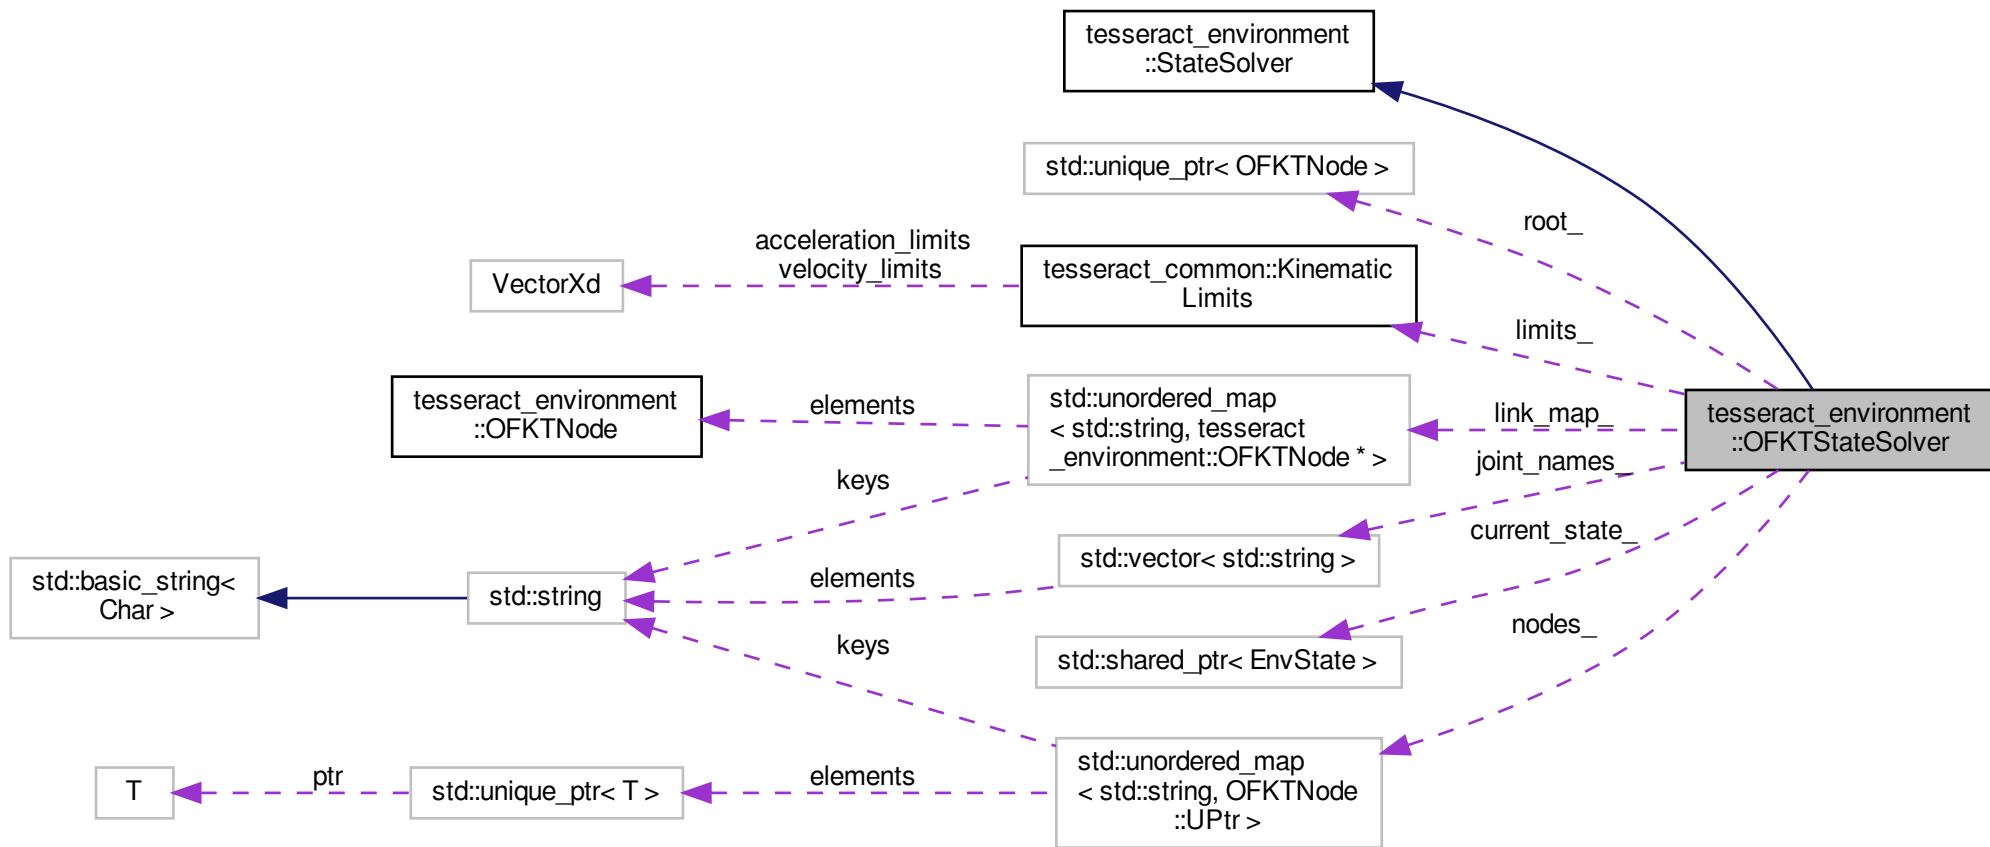 tesseract_environment
::StateSolver
std::unique_ptr< OFKTNode >
root_
acceleration_limits
velocity_limits
VectorXd
tesseract_common::Kinematic
Limits
limits_
tesseract_environment
::OFKTNode
elements
std::unordered_map
< std::string, tesseract
_environment::OFKTNode * >
link_map_
tesseract_environment
::OFKTStateSolver
joint_names_
keys
current_state_
std::vector< std::string >
std::basic_string<
Char >
std::string
elements
nodes_
keys
std::shared_ptr< EnvState >
T
ptr
std::unique_ptr< T >
elements
std::unordered_map
< std::string, OFKTNode
::UPtr >